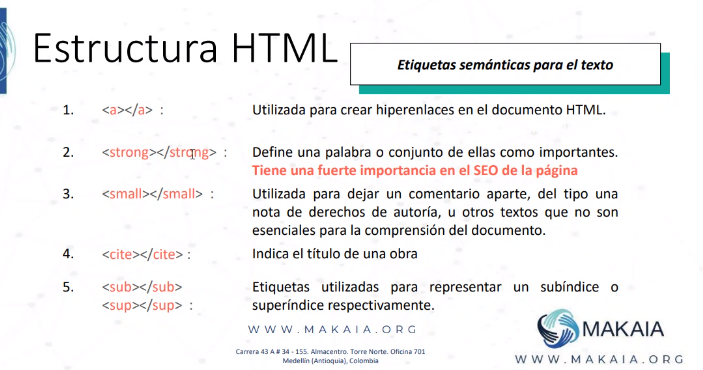 Estructura HTML
Etiquetas semánticas para el texto
1. <a></a> : Utilizada para crear hiperenlaces en el documento HTML.
2. <strong></strong> : Define una palabra o conjunto de ellas como importantes.
Tiene una fuerte importancia en el SEO de la página
3. <small></small> : Utilizada para dejar un comentario aparte, del tipo una
nota de derechos de autoría, u otros textos que no son
esenciales para la comprensión del documento.
4. <cite></cite> : Indica el título de una obra
5. <sub></sub> Etiquetas utilizadas para representar un subíndice o
<sup></sup> : superíndice respectivamente.
WWW.MAKAIA.ORG
Carrera 43 A # 34 - 155. Almacentro. Torre Norte. Oficina 701
Medellín (Antioquia), Colombia
MAKAIA
WWW.MAKAIA.ORG